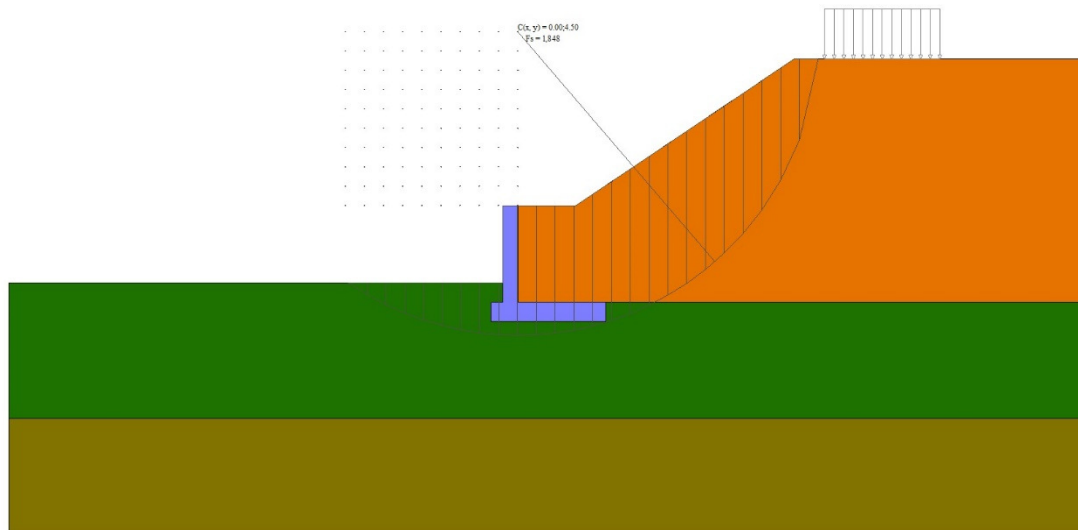 C(x, y) = 0.00;4.50
Fs = 1,848